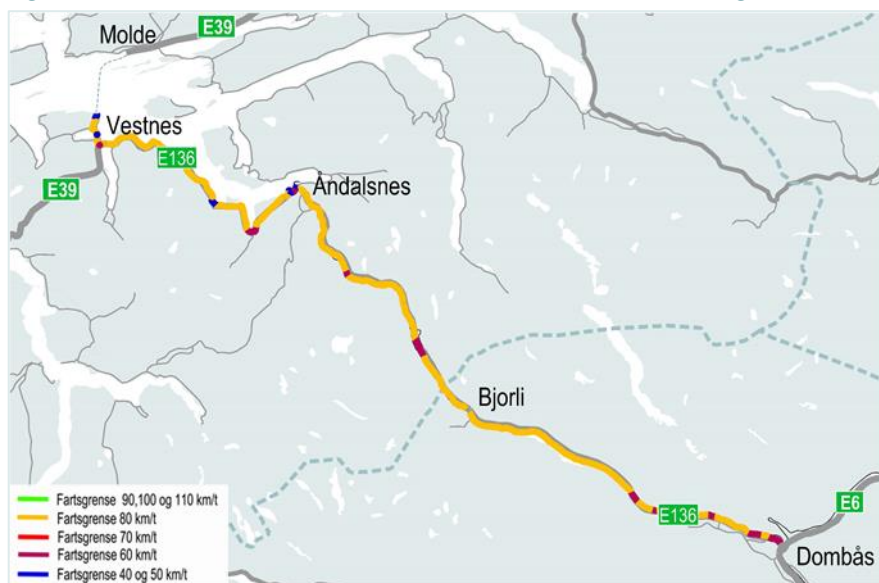 Molde
E39
Vestnes
E136
E39
Åndalsnes
Bjorli
E136
E6
Dombås
Fartsgrense 90,100 og 110 km/t
Fartsgrense 80 km/t
Fartsgrense 70 km/t
Fartsgrense 60 km/t
Fartsgrense 40 og 50 km/t